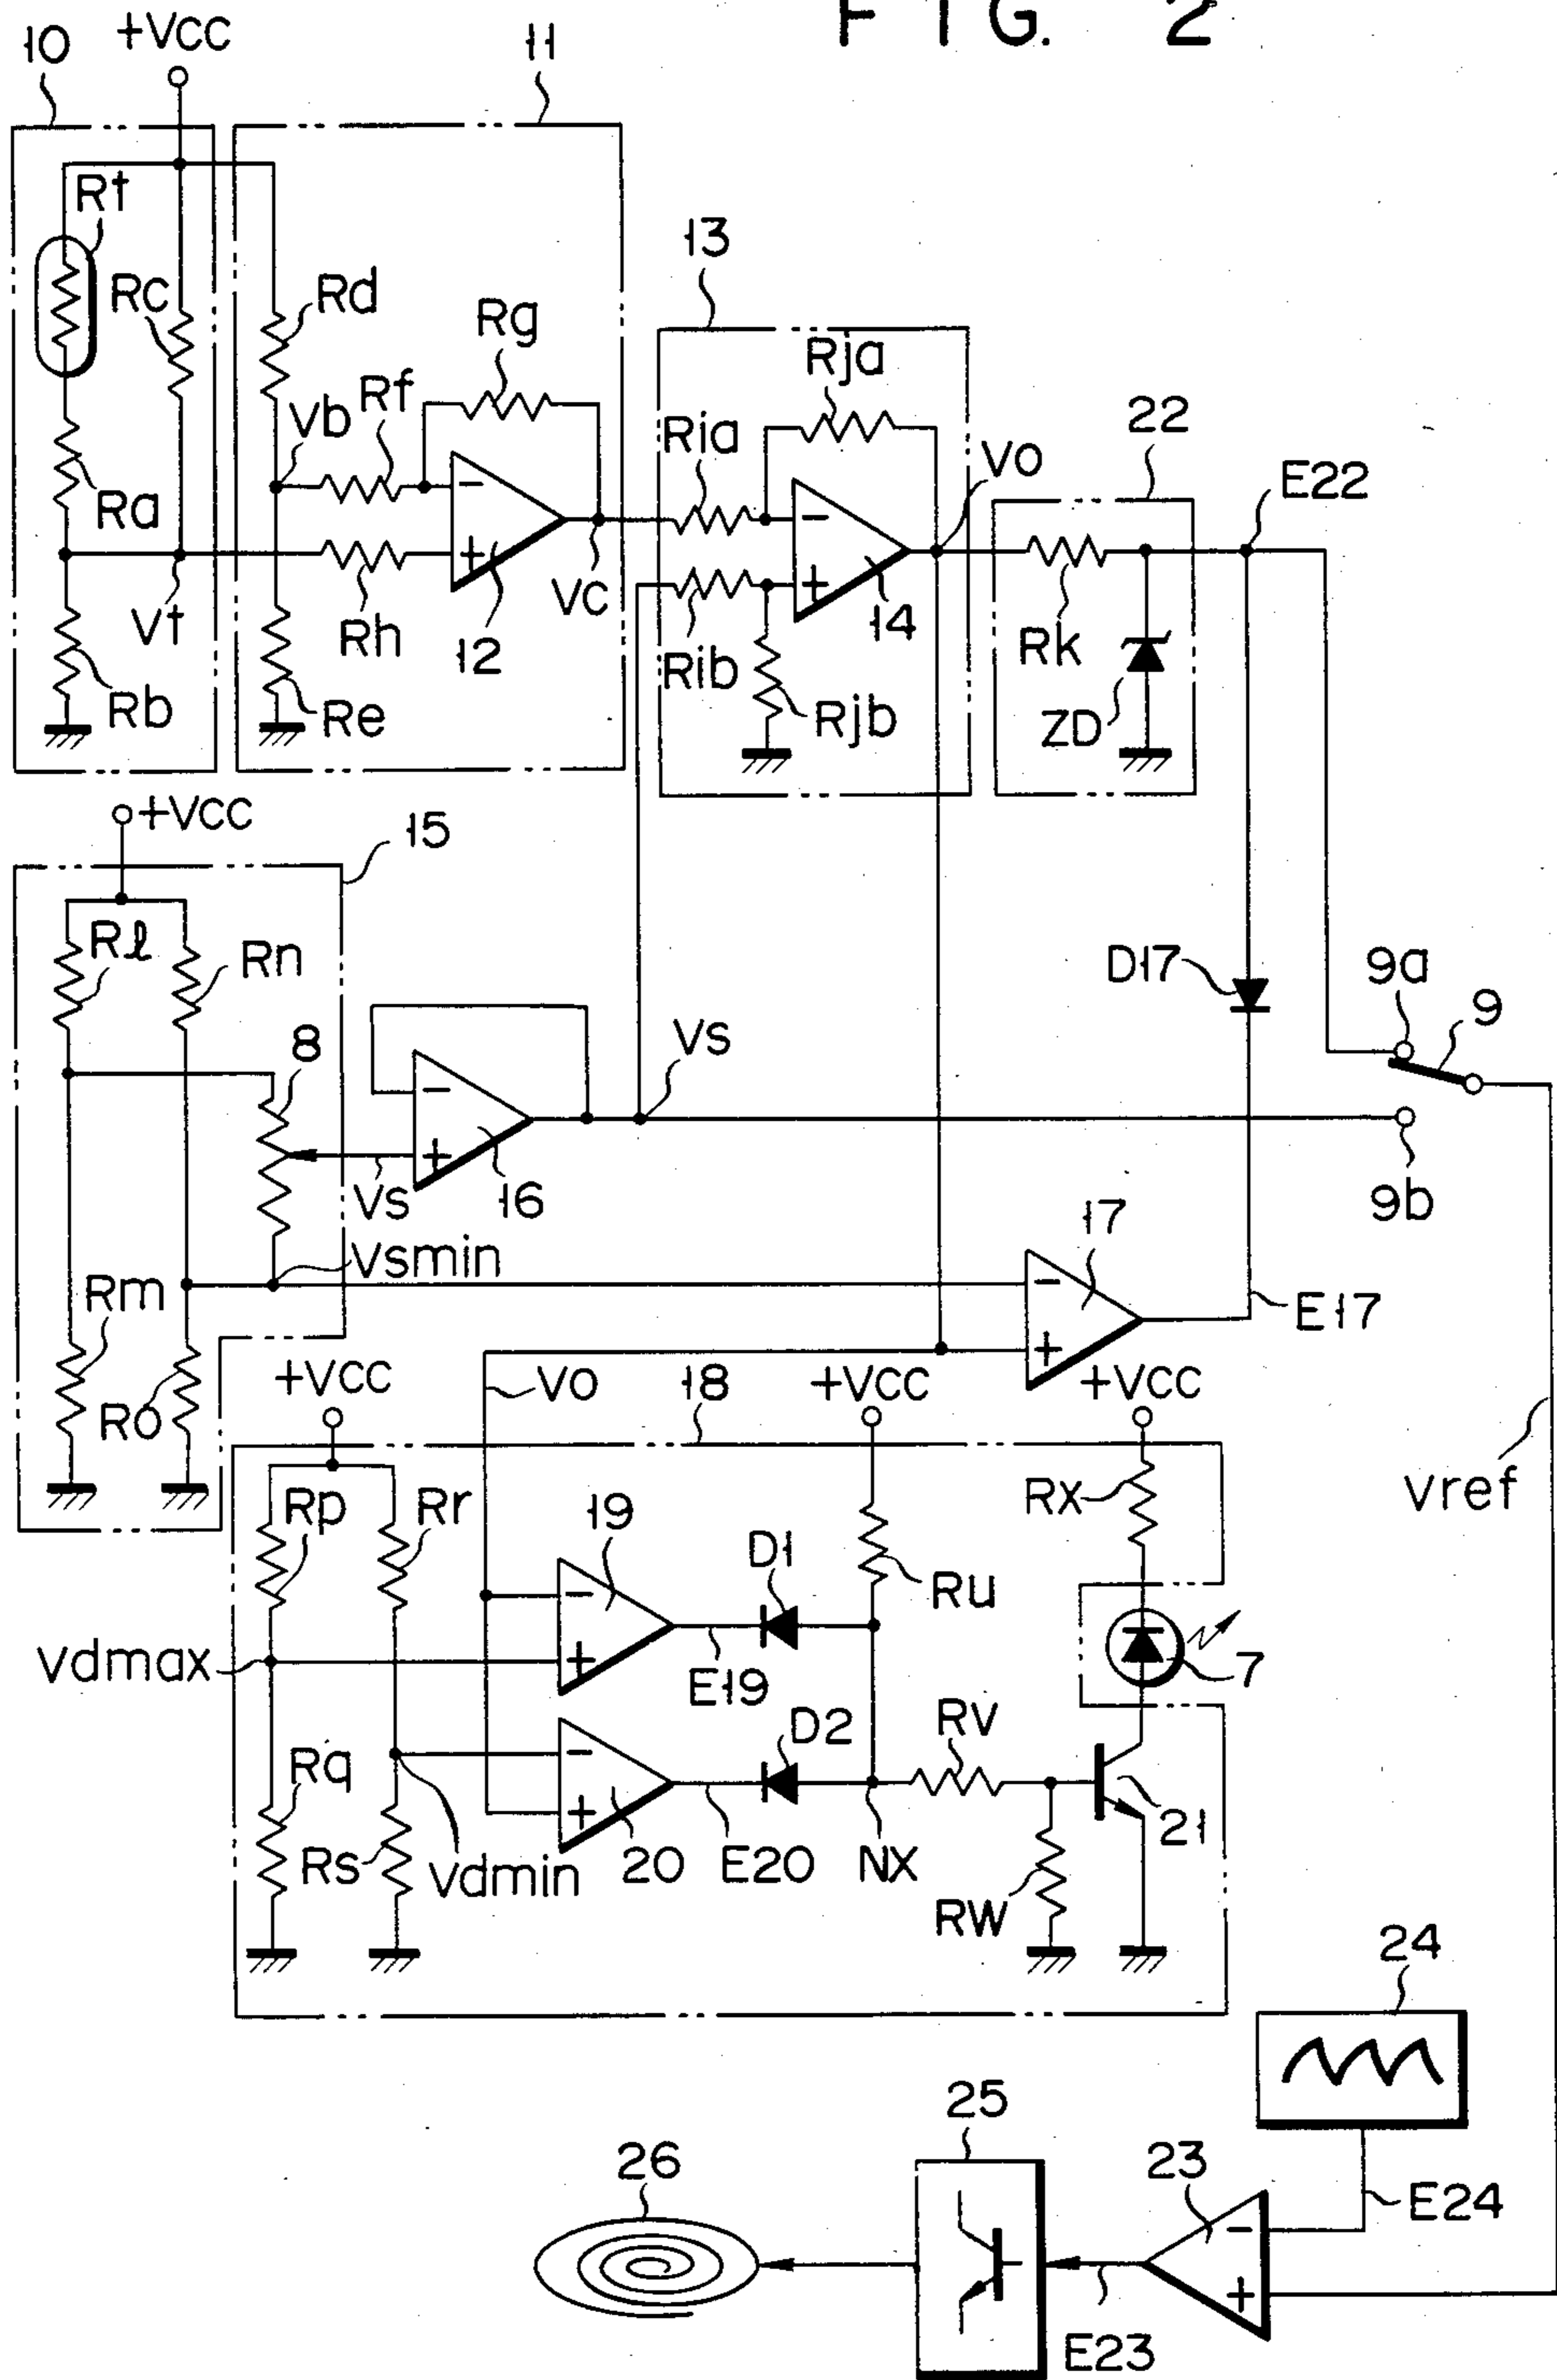 FIG. 2
10
+VCC
11
Rt
Rc
Rd
13
Rg
Rja
Vb
Rf
Ria
22
Vo
E22
Ra
−
−
+
+
Vt
Rh
12
Vc
14
Rk
Rib
Rb
Re
Rjb
ZD
+VCC
15
Rl
Rn
D17
9a
9
8
Vs
−
+
16
Vs
9b
17
Vsmin
−
Rm
E17
+
+VCC
Vo
18
+VCC
+VCC
Ro
Rp
Rr
19
Rx
Vref
D1
−
Ru
Vdmax
+
E19
7
D2
Rv
−
Rq
+
21
Rs
Vdmin
20
E20
NX
RW
24
25
26
23
E24
−
+
E23